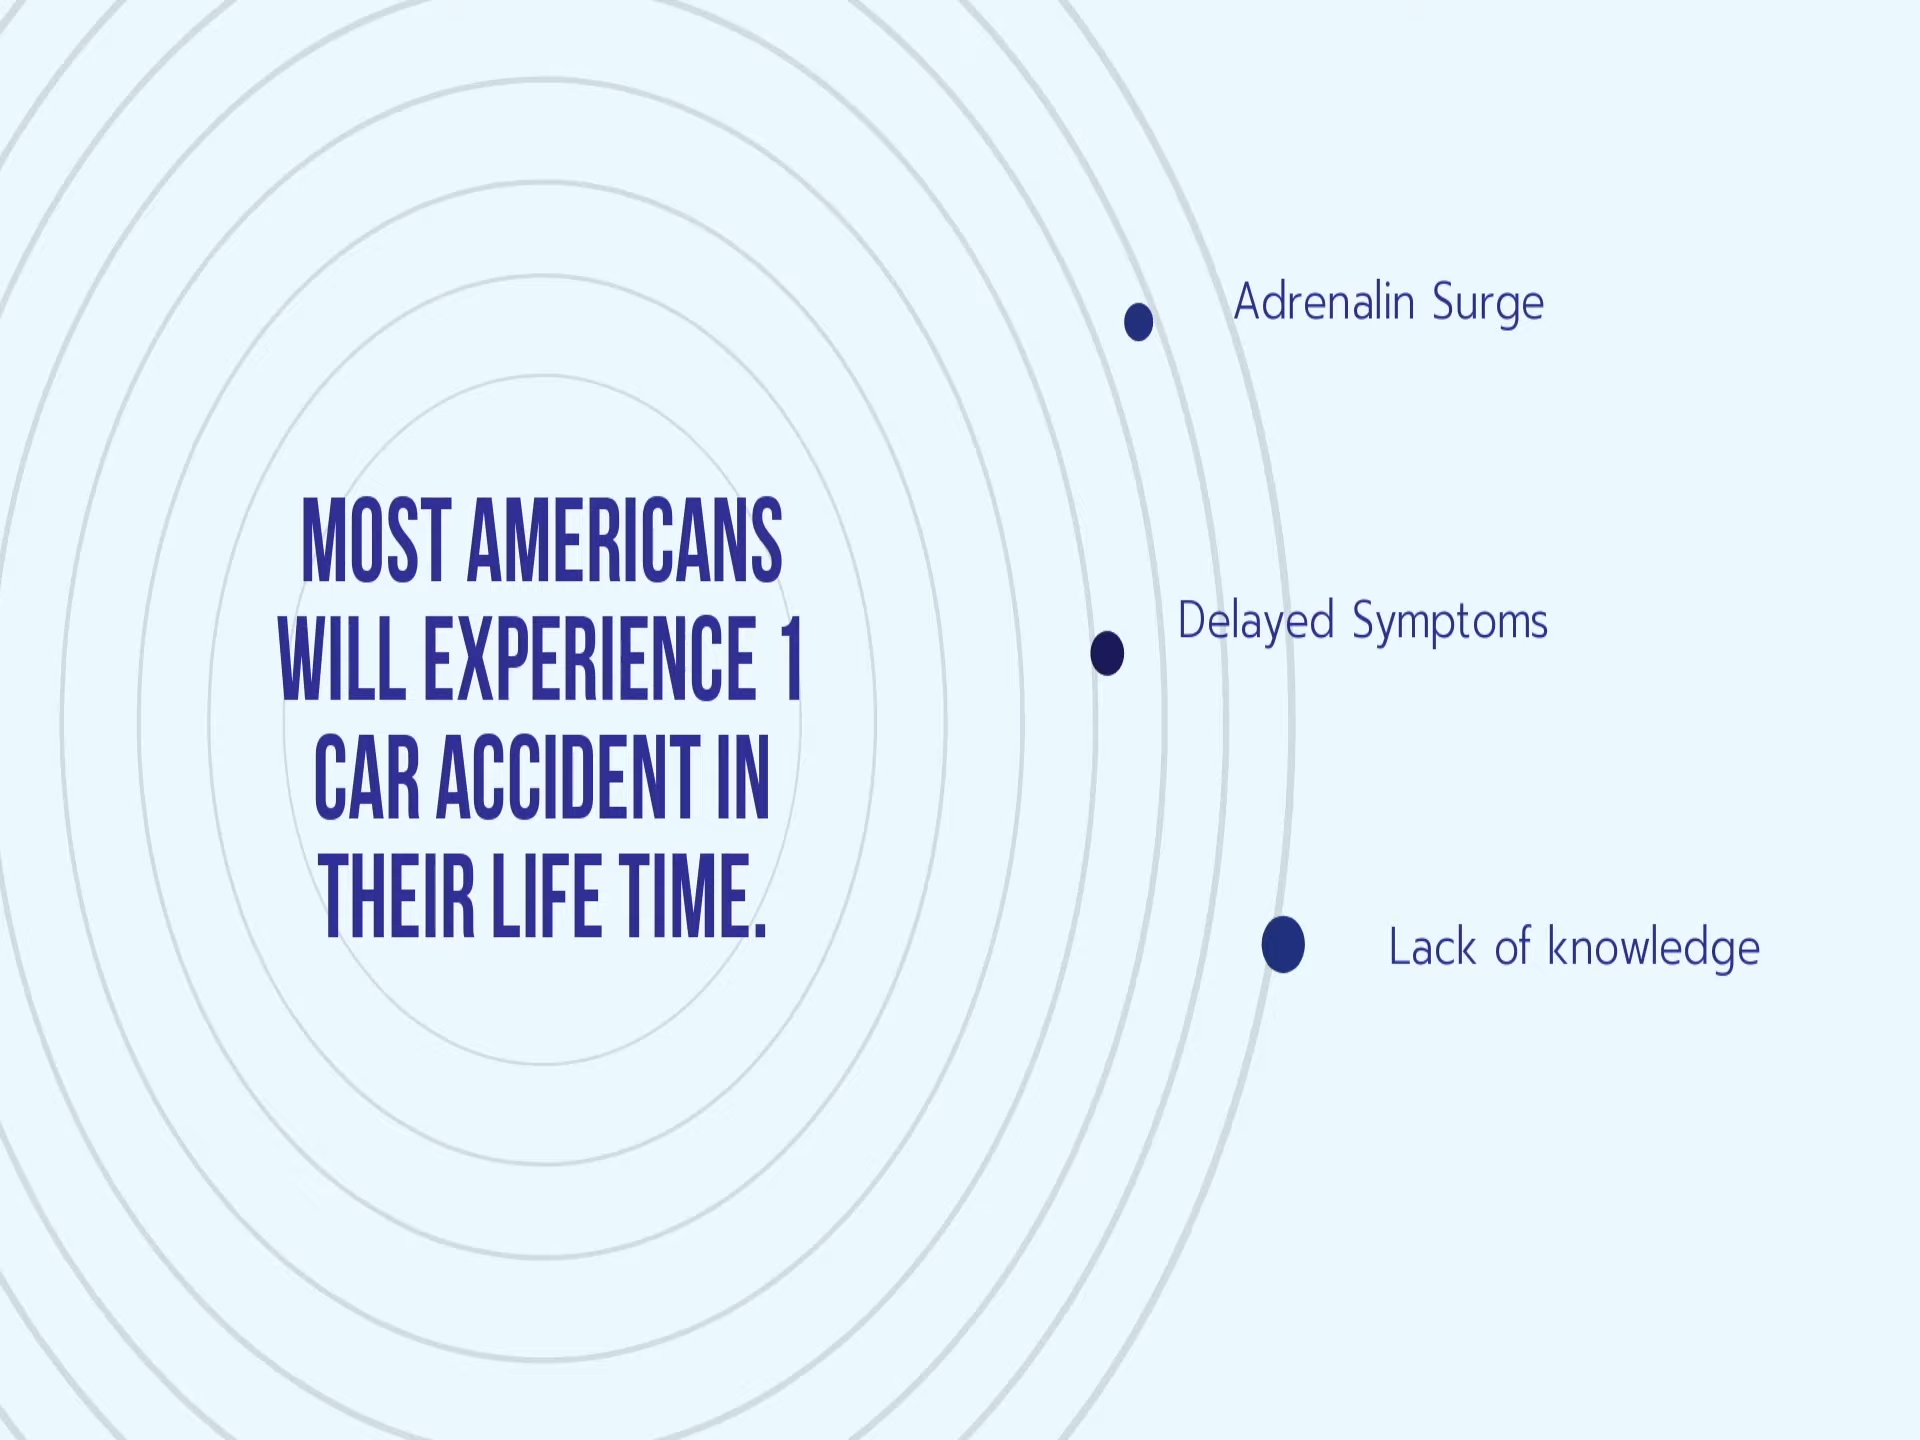 MOST AMERICANS
WILL EXPERIENCE 1
CAR ACCIDENT IN
THEIR LIFE TIME.
Adrenalin Surge
Delayed Symptoms
Lack of knowledge